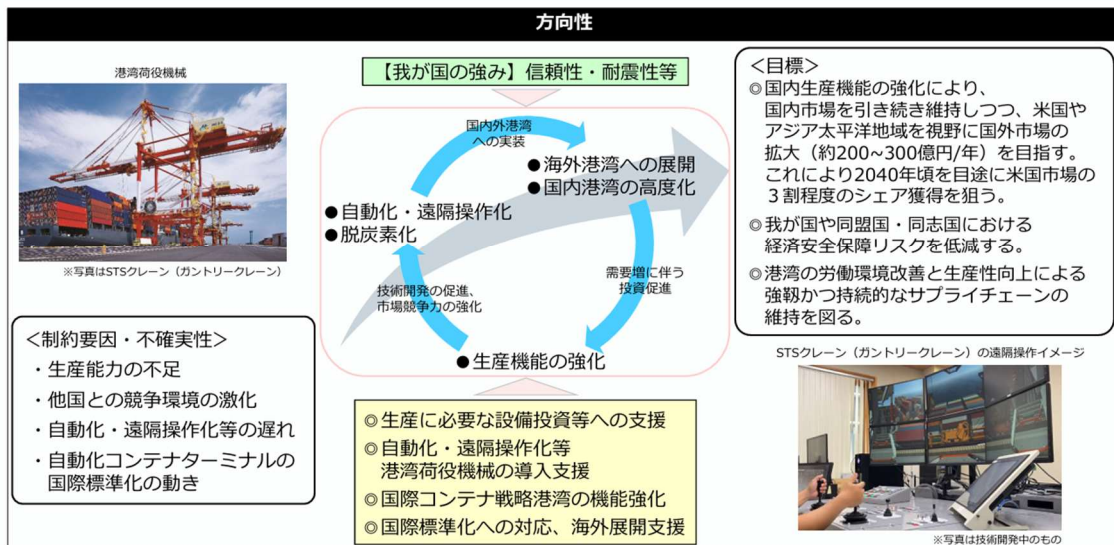 方向性
港湾荷役機械
※写真はSTSクレーン（ガントリークレーン）
＜制約要因・不確実性＞
・生産能力の不足
・他国との競争環境の激化
・自動化・遠隔操作化等の遅れ
・自動化コンテナターミナルの
国際標準化の動き
【我が国の強み】信頼性・耐震性等
国内外港湾
への実装
●海外港湾への展開
●国内港湾の高度化
●自動化・遠隔操作化
●脱炭素化
需要増に伴う
投資促進
技術開発の促進、
市場競争力の強化
●生産機能の強化
◎生産に必要な設備投資等への支援
◎自動化・遠隔操作化等
港湾荷役機械の導入支援
◎国際コンテナ戦略港湾の機能強化
◎国際標準化への対応、海外展開支援
＜目標＞
◎国内生産機能の強化により、
国内市場を引き続き維持しつつ、米国や
アジア太平洋地域を視野に国外市場の
拡大（約200~300億円/年）を目指す。
これにより2040年頃を目途に米国市場の
３割程度のシェア獲得を狙う。
◎我が国や同盟国・同志国における
経済安全保障リスクを低減する。
◎港湾の労働環境改善と生産性向上による
強靱かつ持続的なサプライチェーンの
維持を図る。
STSクレーン（ガントリークレーン）の遠隔操作イメージ
※写真は技術開発中のもの